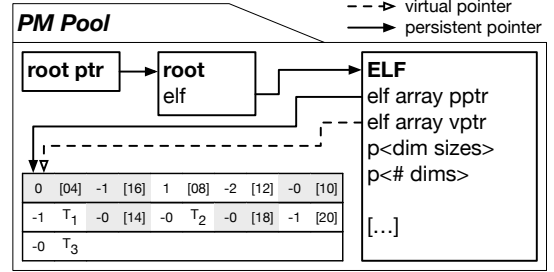 virtual pointer
persistent pointer
PM Pool
root ptr
root
elf
ELF
elf array pptr
elf array vptr
p<dim sizes>
p<# dims>
[…]
0 [04] -1 [16] 1 [08] -2 [12] -0 [10]
-1 T1 -0 [14] -0 T2 -0 [18] -1 [20]
-0 T3